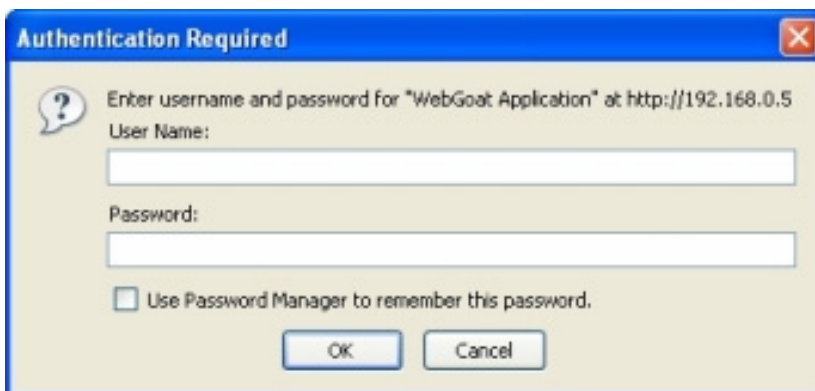 Authentication Required
Enter username and password for "WebGoat Application" at http://192.168.0.5
User Name:
Password:
Use Password Manager to remember this password.
OK
Cancel